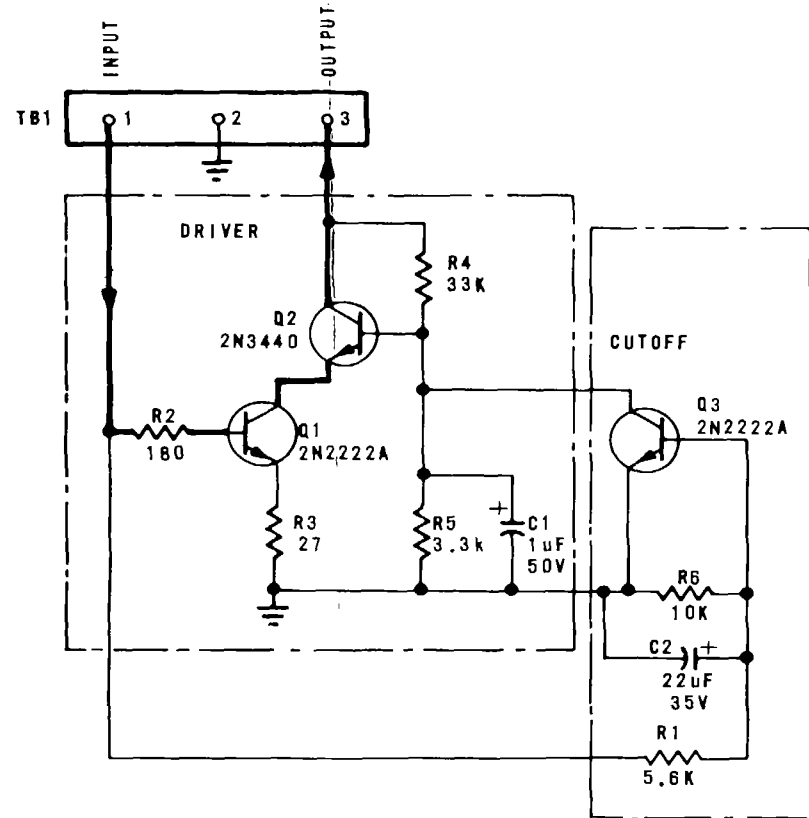 INPUT
OUTPUT
TB1
1
2
3
DRIVER
R4
33K
Q2
2N3440
CUTOFF
Q3
2N2222A
R2
180
Q1
2N2222A
R3
27
R5
3.3k
+
C1
1uF
50V
R6
10K
C2
+
22uF
35V
R1
5.6K